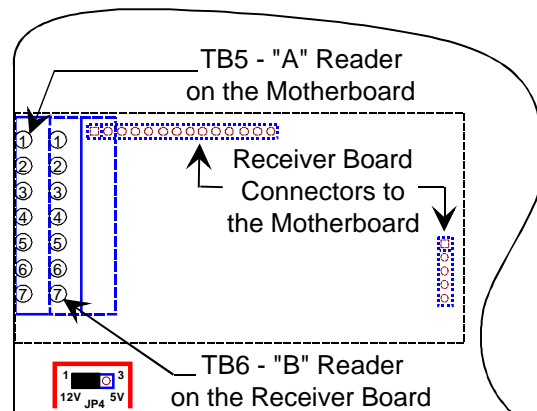 TB5 - "A" Reader
on the Motherboard
1 1
2 2
3 3
4 4
5 5
6 6
7 7
Receiver Board
Connectors to
the Motherboard
TB6 - "B" Reader
on the Receiver Board
1 3
12V JP4 5V